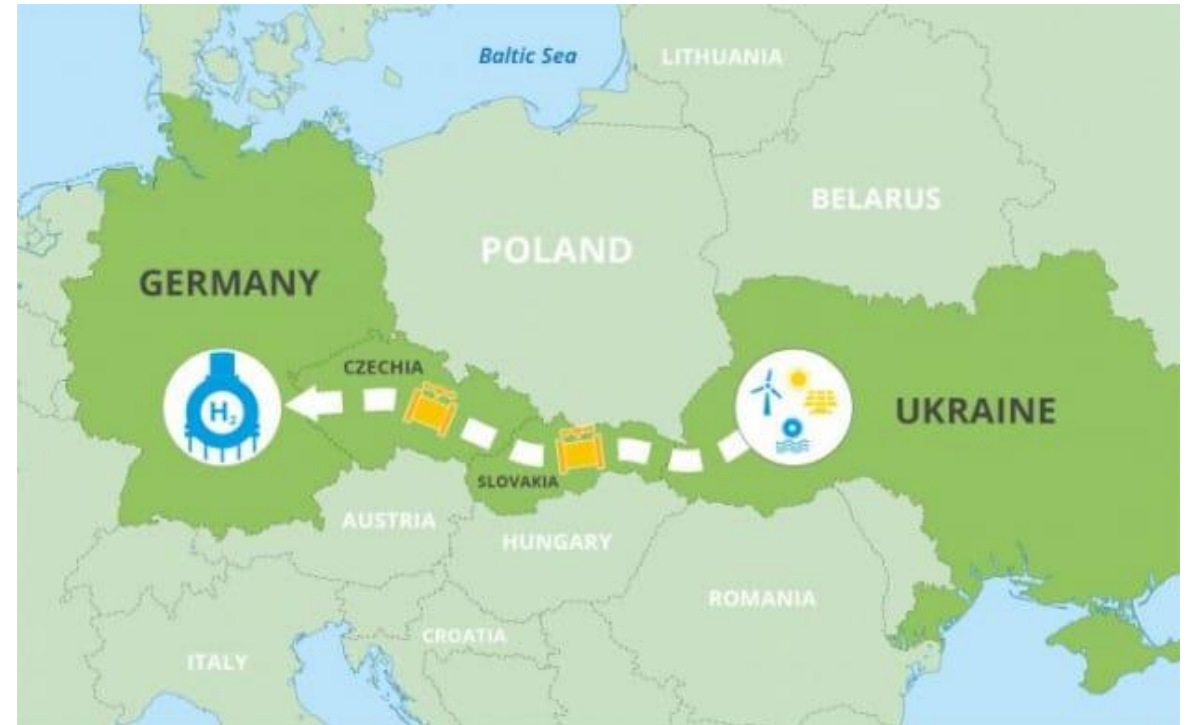 Baltic Sea
LITHUANIA
BELARUS
POLAND
GERMANY
CZECHIA
H₂
UKRAINE
SLOVAKIA
AUSTRIA
HUNGARY
ROMANIA
CROATIA
ITALY